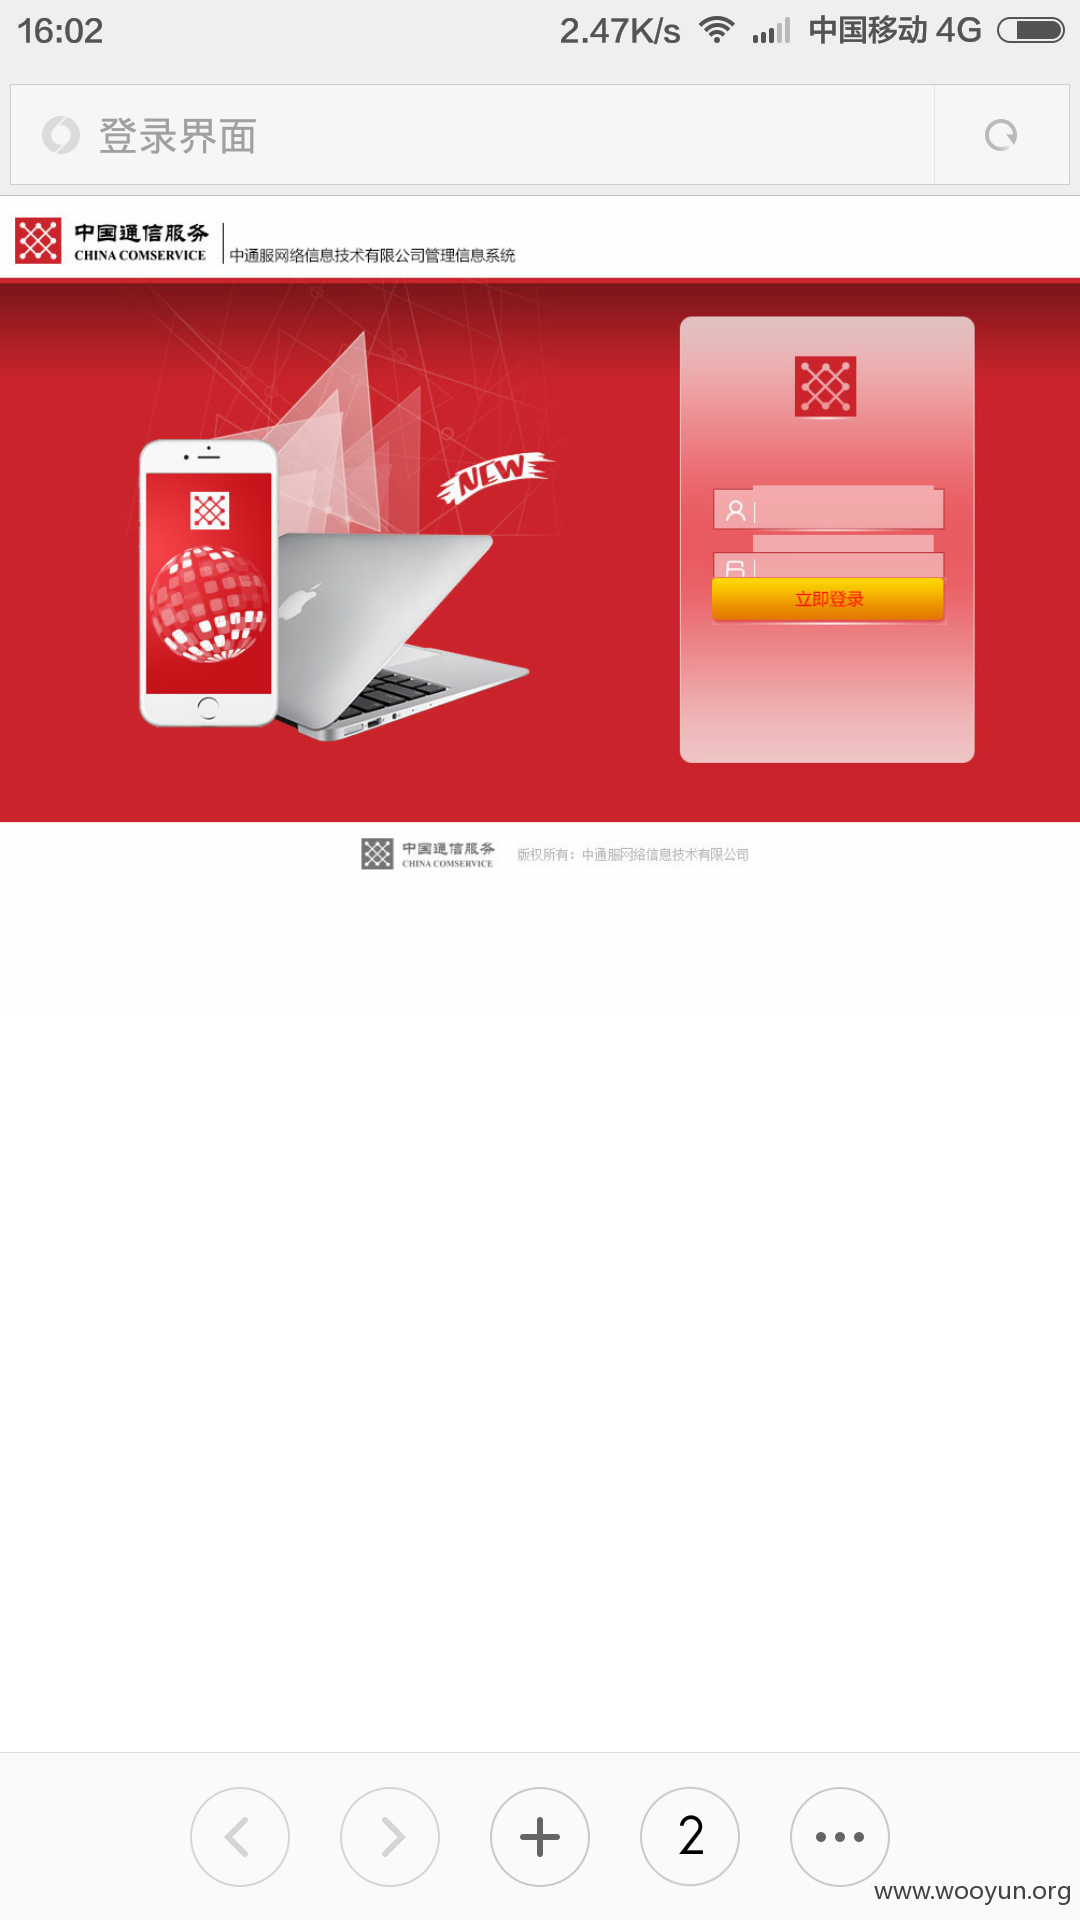 16:02 2.47K/s 中国移动 4G
登录界面
中国通信服务
CHINA COMSERVICE
中通服网络信息技术有限公司管理信息系统
NEW
立即登录
中国通信服务
CHINA COMSERVICE
版权所有：中通服网络信息技术有限公司
2
www.wooyun.org